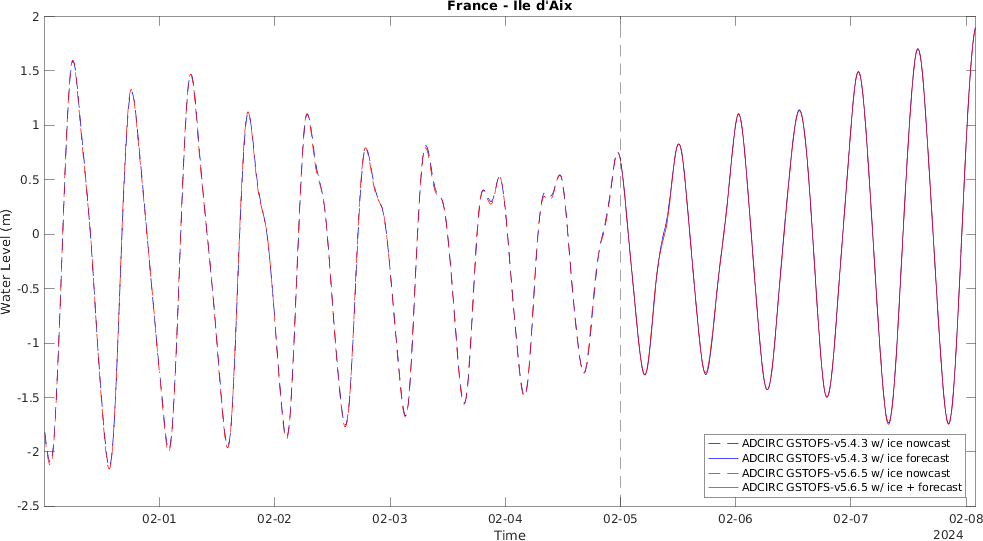 France - Ile d'Aix
2
1.5
1
0.5
0
-0.5
-1
-1.5
-2
-2.5
Water Level (m)
02-01
02-02
02-03
02-04
02-05
02-06
02-07
02-08
2024
Time
ADCIRC GSTOFS-v5.4.3 w/ ice nowcast
ADCIRC GSTOFS-v5.4.3 w/ ice forecast
ADCIRC GSTOFS-v5.6.5 w/ ice nowcast
ADCIRC GSTOFS-v5.6.5 w/ ice + forecast